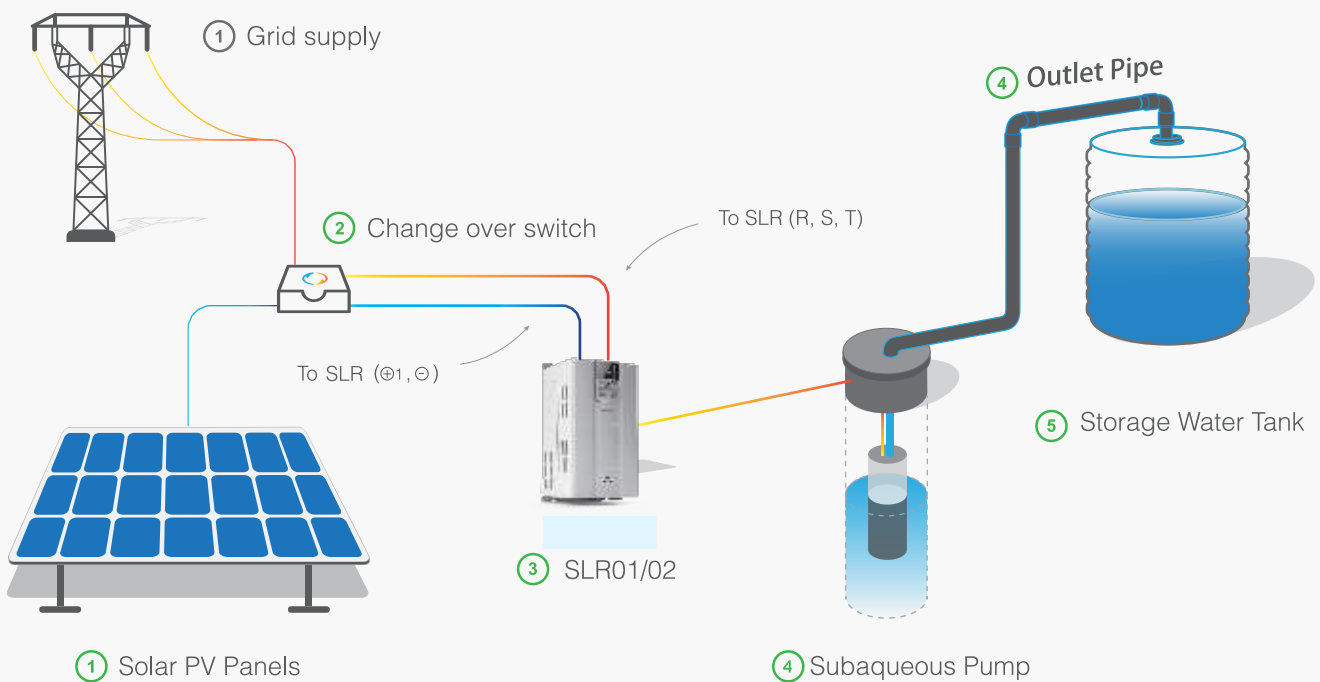 1 Grid supply
4 Outlet Pipe
2 Change over switch
To SLR (R, S, T)
To SLR (⊕1, ⊖)
5 Storage Water Tank
3 SLR01/02
1 Solar PV Panels
4 Subaqueous Pump